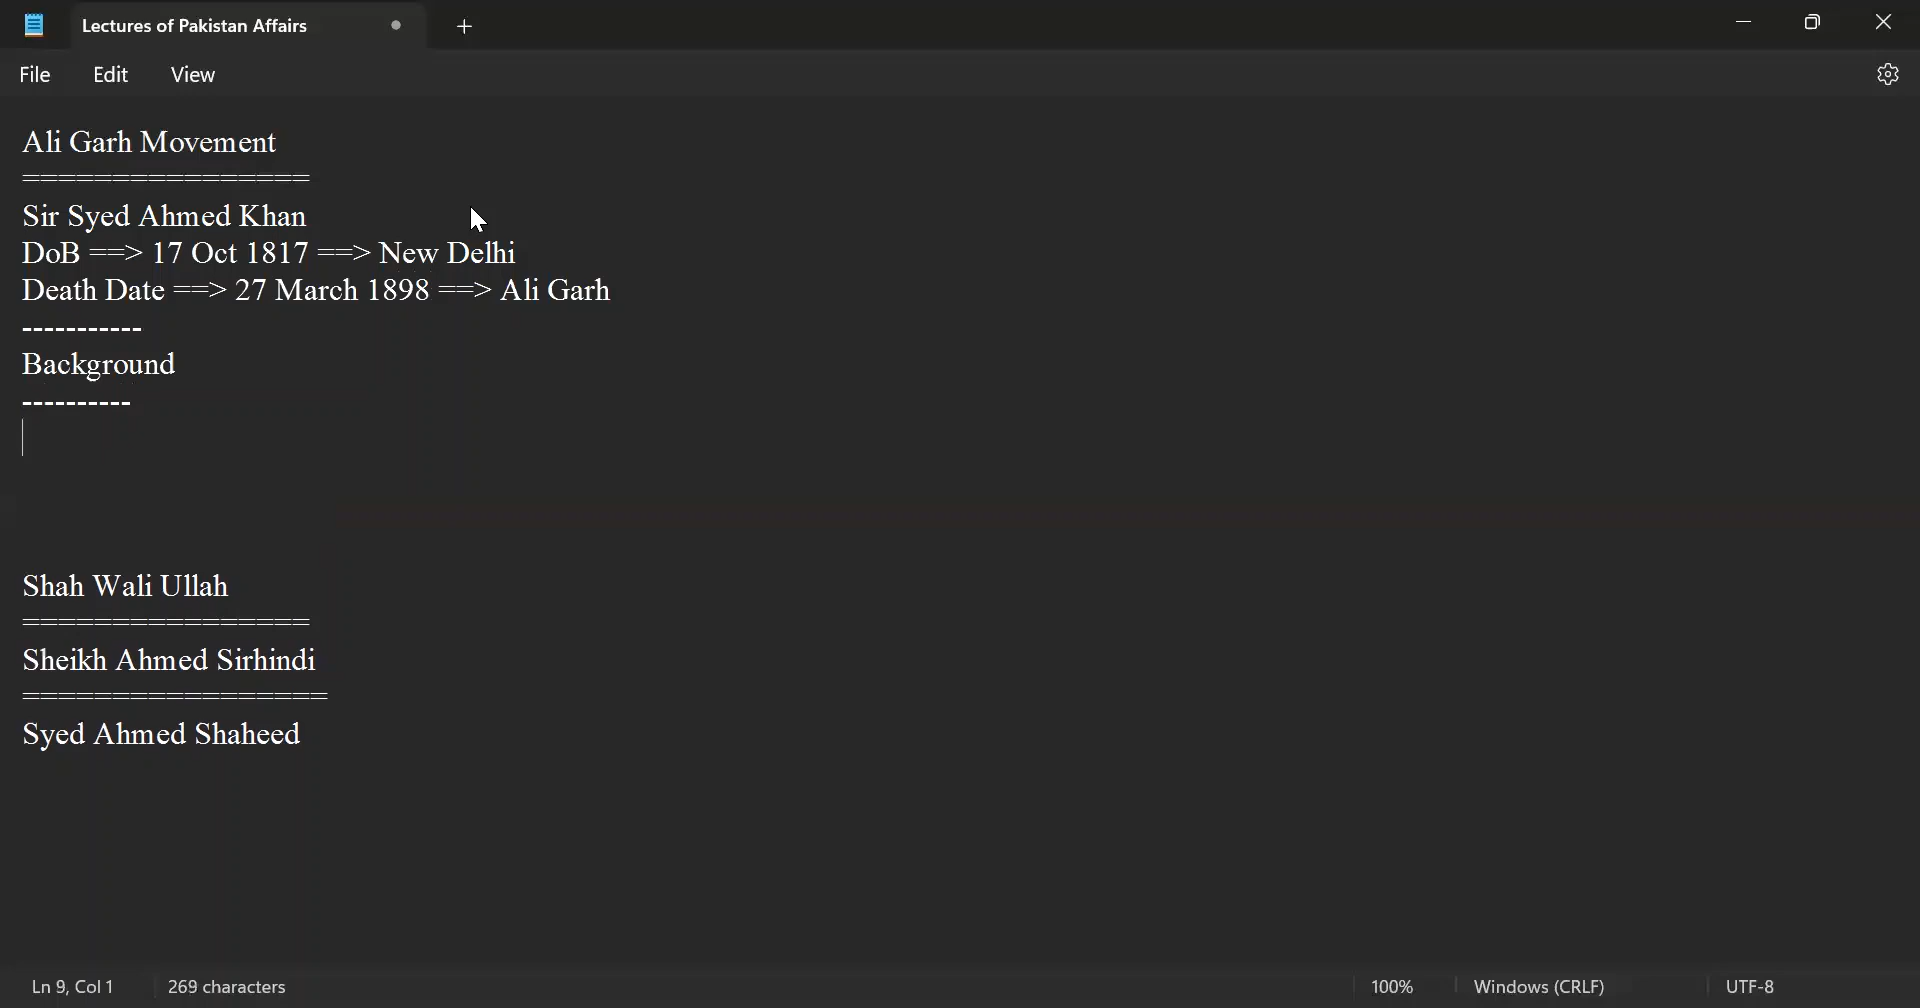 Lectures of Pakistan Affairs
File Edit View
Ali Garh Movement
================
Sir Syed Ahmed Khan
DoB ==> 17 Oct 1817 ==> New Delhi
Death Date ==> 27 March 1898 ==> Ali Garh
-----------
Background
----------
Shah Wali Ullah
================
Sheikh Ahmed Sirhindi
=================
Syed Ahmed Shaheed
Ln 9, Col 1 269 characters 100% Windows (CRLF) UTF-8